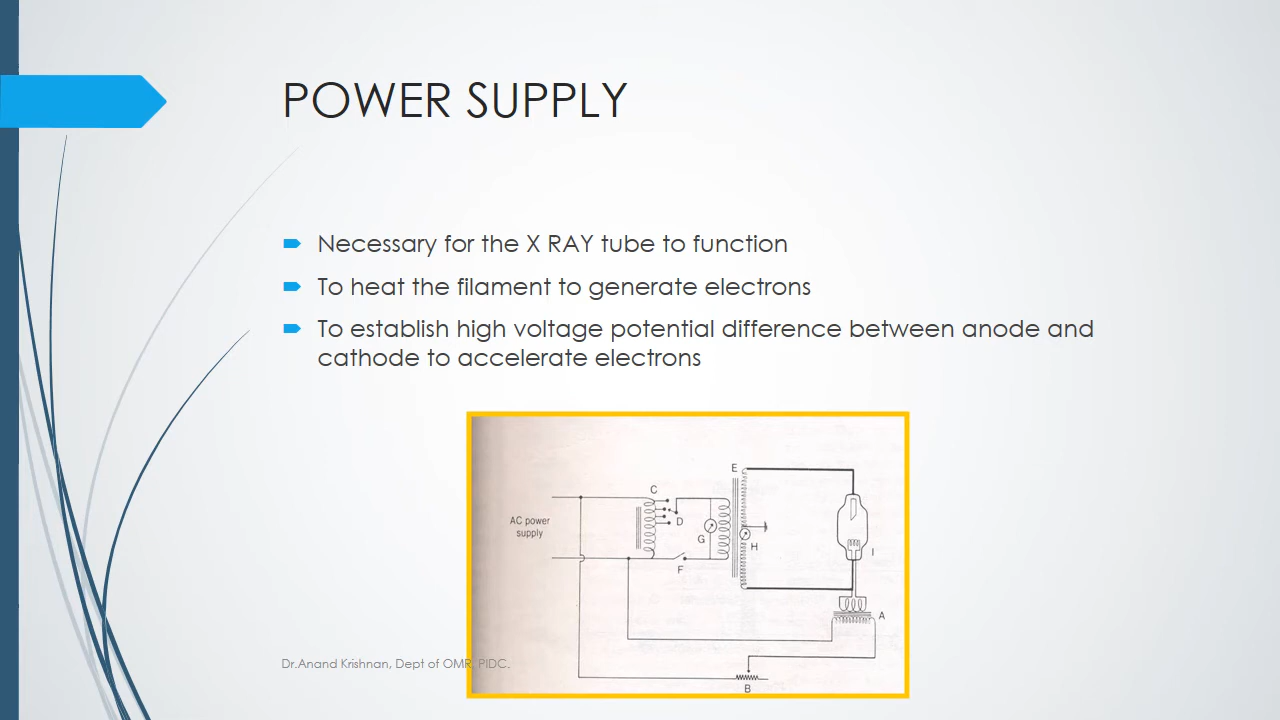 POWER SUPPLY
Necessary for the X RAY tube to function
To heat the filament to generate electrons
To establish high voltage potential difference between anode and
cathode to accelerate electrons
E
C
AC power
supply
D
G
H
I
F
A
B
Dr.Anand Krishnan, Dept of OMR, PIDC.